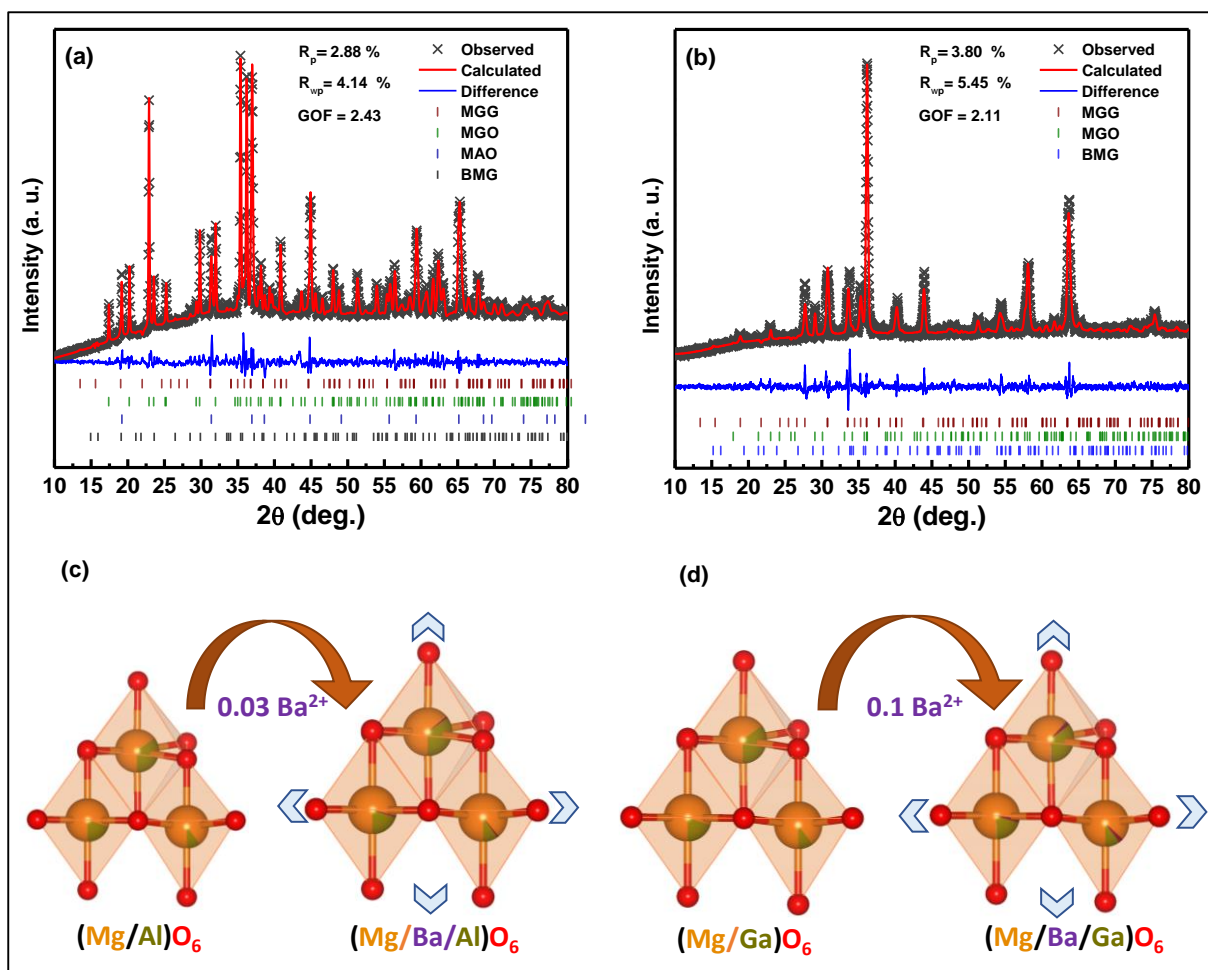 (a)
R_p= 2.88 %
R_wp= 4.14 %
GOF = 2.43
Observed
Calculated
Difference
MGG
MGO
MAO
BMG
Intensity (a. u.)
10 15 20 25 30 35 40 45 50 55 60 65 70 75 80
2θ (deg.)
(b)
R_p= 3.80 %
R_wp= 5.45 %
GOF = 2.11
Observed
Calculated
Difference
MGG
MGO
BMG
Intensity (a. u.)
10 15 20 25 30 35 40 45 50 55 60 65 70 75 80
2θ (deg.)
(c)
0.03 Ba²⁺
(Mg/Al)O₆
(Mg/Ba/Al)O₆
(d)
0.1 Ba²⁺
(Mg/Ga)O₆
(Mg/Ba/Ga)O₆